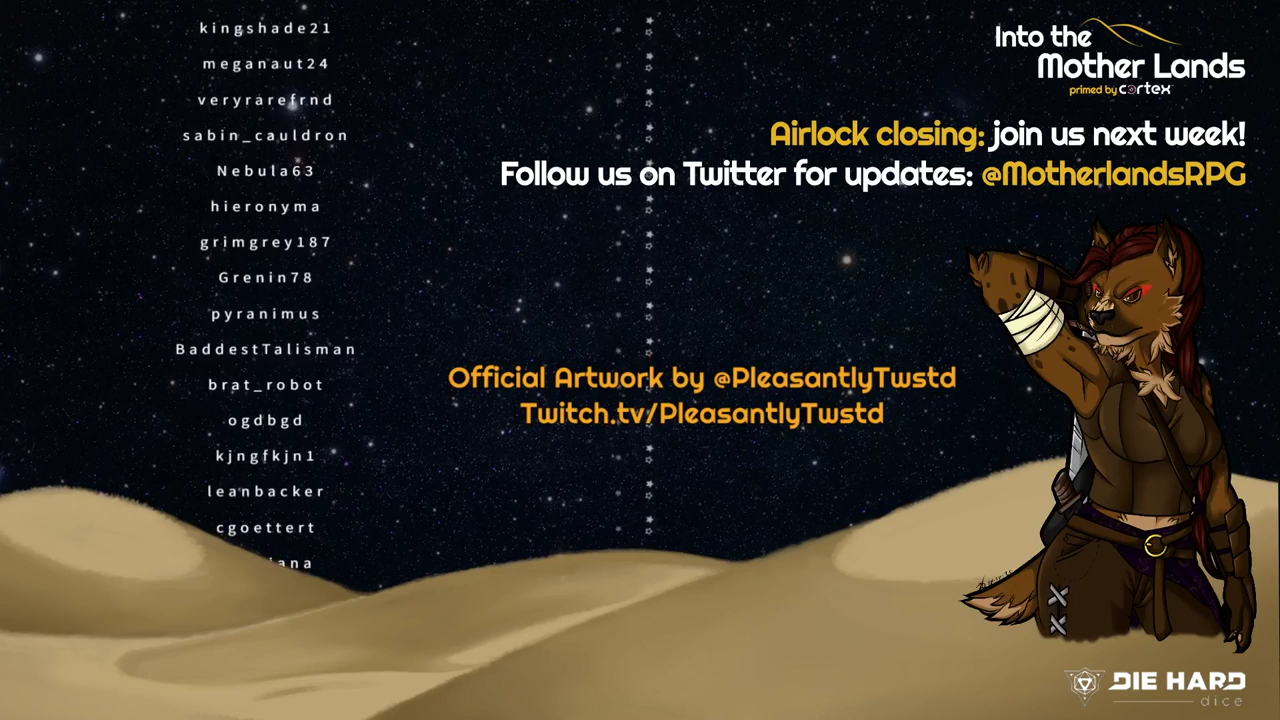 kingshade21
meganaut24
veryrarefrnd
sabin_cauldron
Nebula63
hieronyma
grimgrey187
Grenin78
pyranimus
BaddestTalisman
brat_robot
ogdbgd
kjngfkjn1
leanbacker
cgoettert
Into the
Mother Lands
primed by cortex
Airlock closing: join us next week!
Follow us on Twitter for updates: @MotherlandsRPG
Official Artwork by @PleasantlyTwstd
Twitch.tv/PleasantlyTwstd
DIE HARD
dice